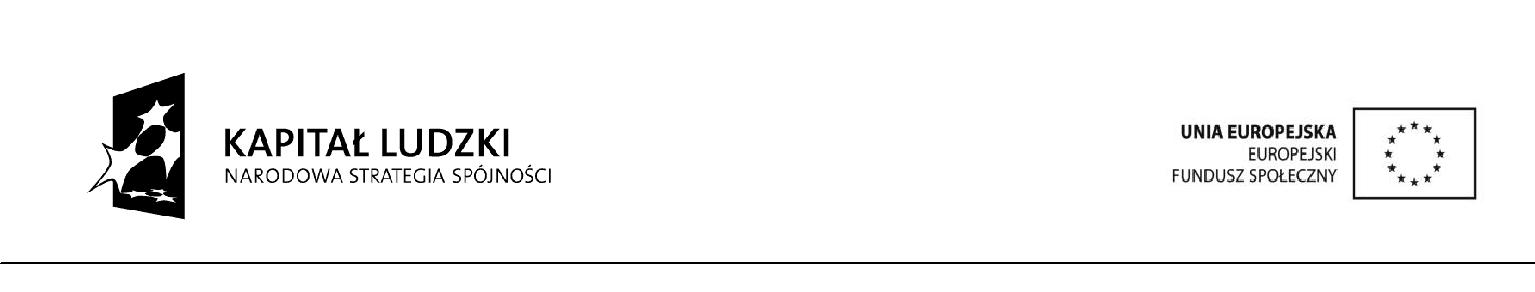 KAPITAŁ LUDZKI
NARODOWA STRATEGIA SPÓJNOŚCI
UNIA EUROPEJSKA
EUROPEJSKI
FUNDUSZ SPOŁECZNY